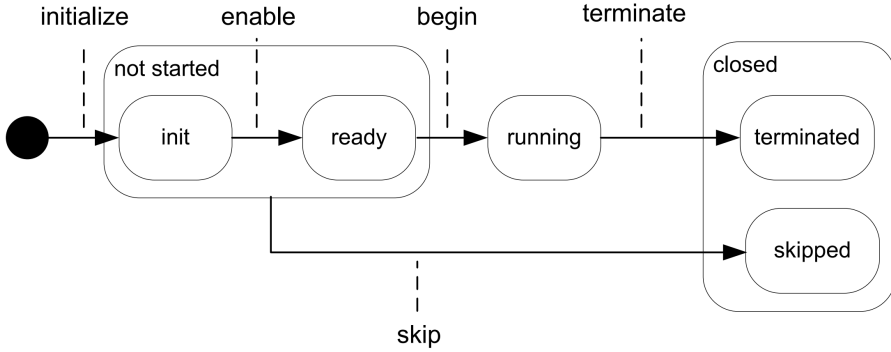 initialize
enable
begin
terminate
not started
closed
init
ready
running
terminated
skipped
skip